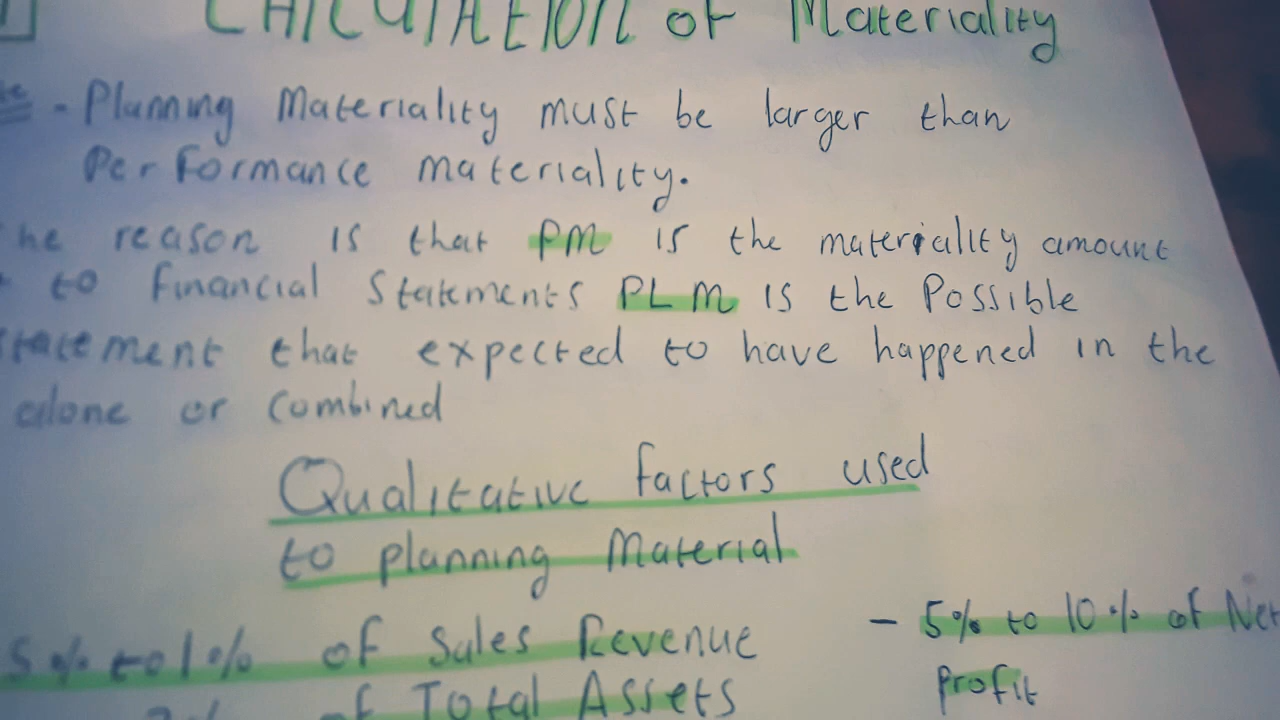 CALCULATION of Materiality
- Planning Materiality must be larger than
Performance materiality.
he reason is that PM is the materiality amount
to financial Statements PLM is the Possible
statement that expected to have happened in the
alone or Combined
Qualitative factors used
to planning Material
5% to 1% of Sales Revenue
- 5% to 10% of Net
profit
of Total Assets